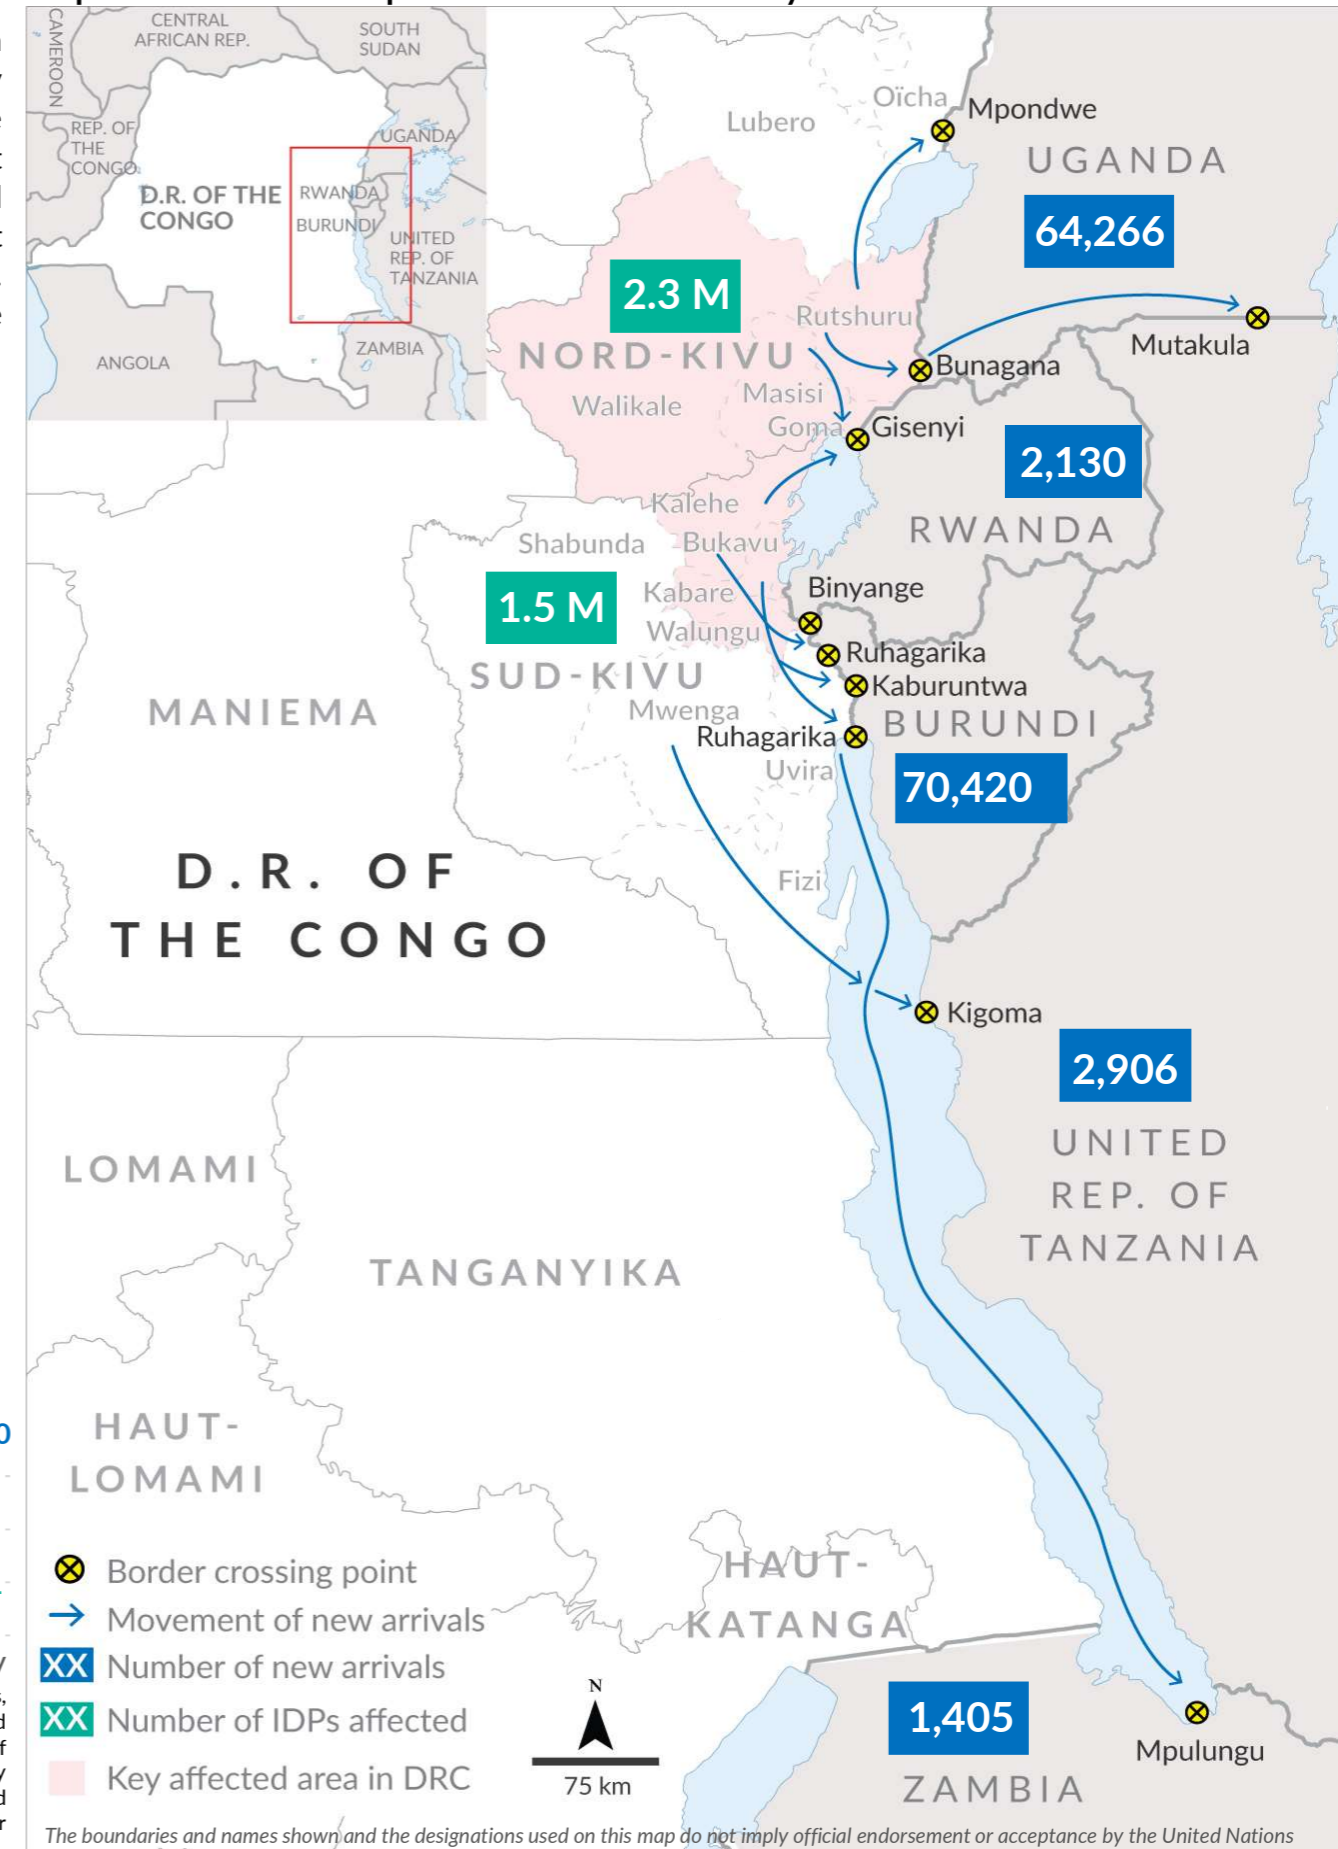 CENTRAL
AFRICAN REP.
SOUTH
SUDAN
CAMEROON
REP. OF
THE
CONGO
UGANDA
D.R. OF THE
CONGO
RWANDA
BURUNDI
UNITED
REP. OF
TANZANIA
ANGOLA
ZAMBIA
Oïcha
Mpondwe
Lubero
UGANDA
64,266
2.3 M
Rutshuru
NORD-KIVU
Mutakula
Bunagana
Masisi
Walikale
Goma
Gisenyi
2,130
Kalehe
RWANDA
Shabunda
Bukavu
1.5 M
Kabare
Binyange
Walungu
Ruhagarika
SUD-KIVU
Kaburuntwa
MANIEMA
Mwenga
BURUNDI
Ruhagarika
Uvira
70,420
D.R. OF
THE CONGO
Fizi
Kigoma
2,906
UNITED
REP. OF
TANZANIA
LOMAMI
TANGANYIKA
HAUT-
LOMAMI
HAUT-
KATANGA
Border crossing point
Movement of new arrivals
XX Number of new arrivals
XX Number of IDPs affected
Key affected area in DRC
N
75 km
1,405
Mpulungu
ZAMBIA
The boundaries and names shown and the designations used on this map do not imply official endorsement or acceptance by the United Nations